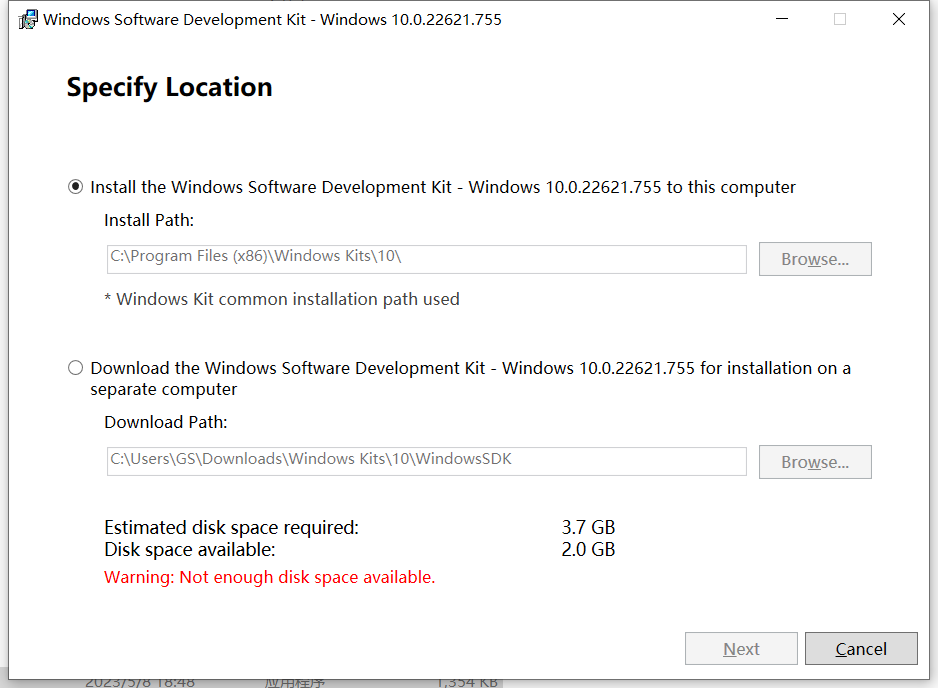 Windows Software Development Kit - Windows 10.0.22621.755
Specify Location
Install the Windows Software Development Kit - Windows 10.0.22621.755 to this computer
Install Path:
C:\Program Files (x86)\Windows Kits\10\
Browse...
* Windows Kit common installation path used
Download the Windows Software Development Kit - Windows 10.0.22621.755 for installation on a
separate computer
Download Path:
C:\Users\GS\Downloads\Windows Kits\10\WindowsSDK
Browse...
Estimated disk space required: 3.7 GB
Disk space available: 2.0 GB
Warning: Not enough disk space available.
Next Cancel
2023/5/8 18:48 应用程序 1,354 KB